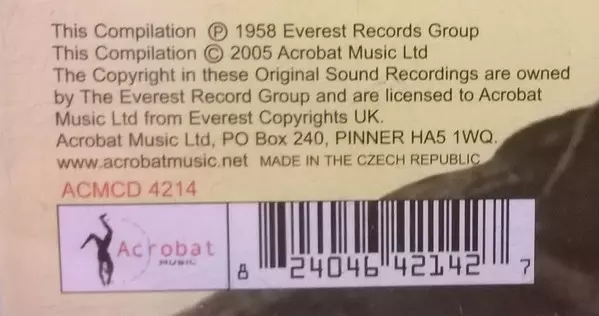 This Compilation Ⓟ 1958 Everest Records Group
This Compilation © 2005 Acrobat Music Ltd
The Copyright in these Original Sound Recordings are owned
by The Everest Record Group and are licensed to Acrobat
Music Ltd from Everest Copyrights UK.
Acrobat Music Ltd, PO Box 240, PINNER HA5 1WQ.
www.acrobatmusic.net MADE IN THE CZECH REPUBLIC
ACMCD 4214
Acrobat
MUSIC
8 24046 42142 7